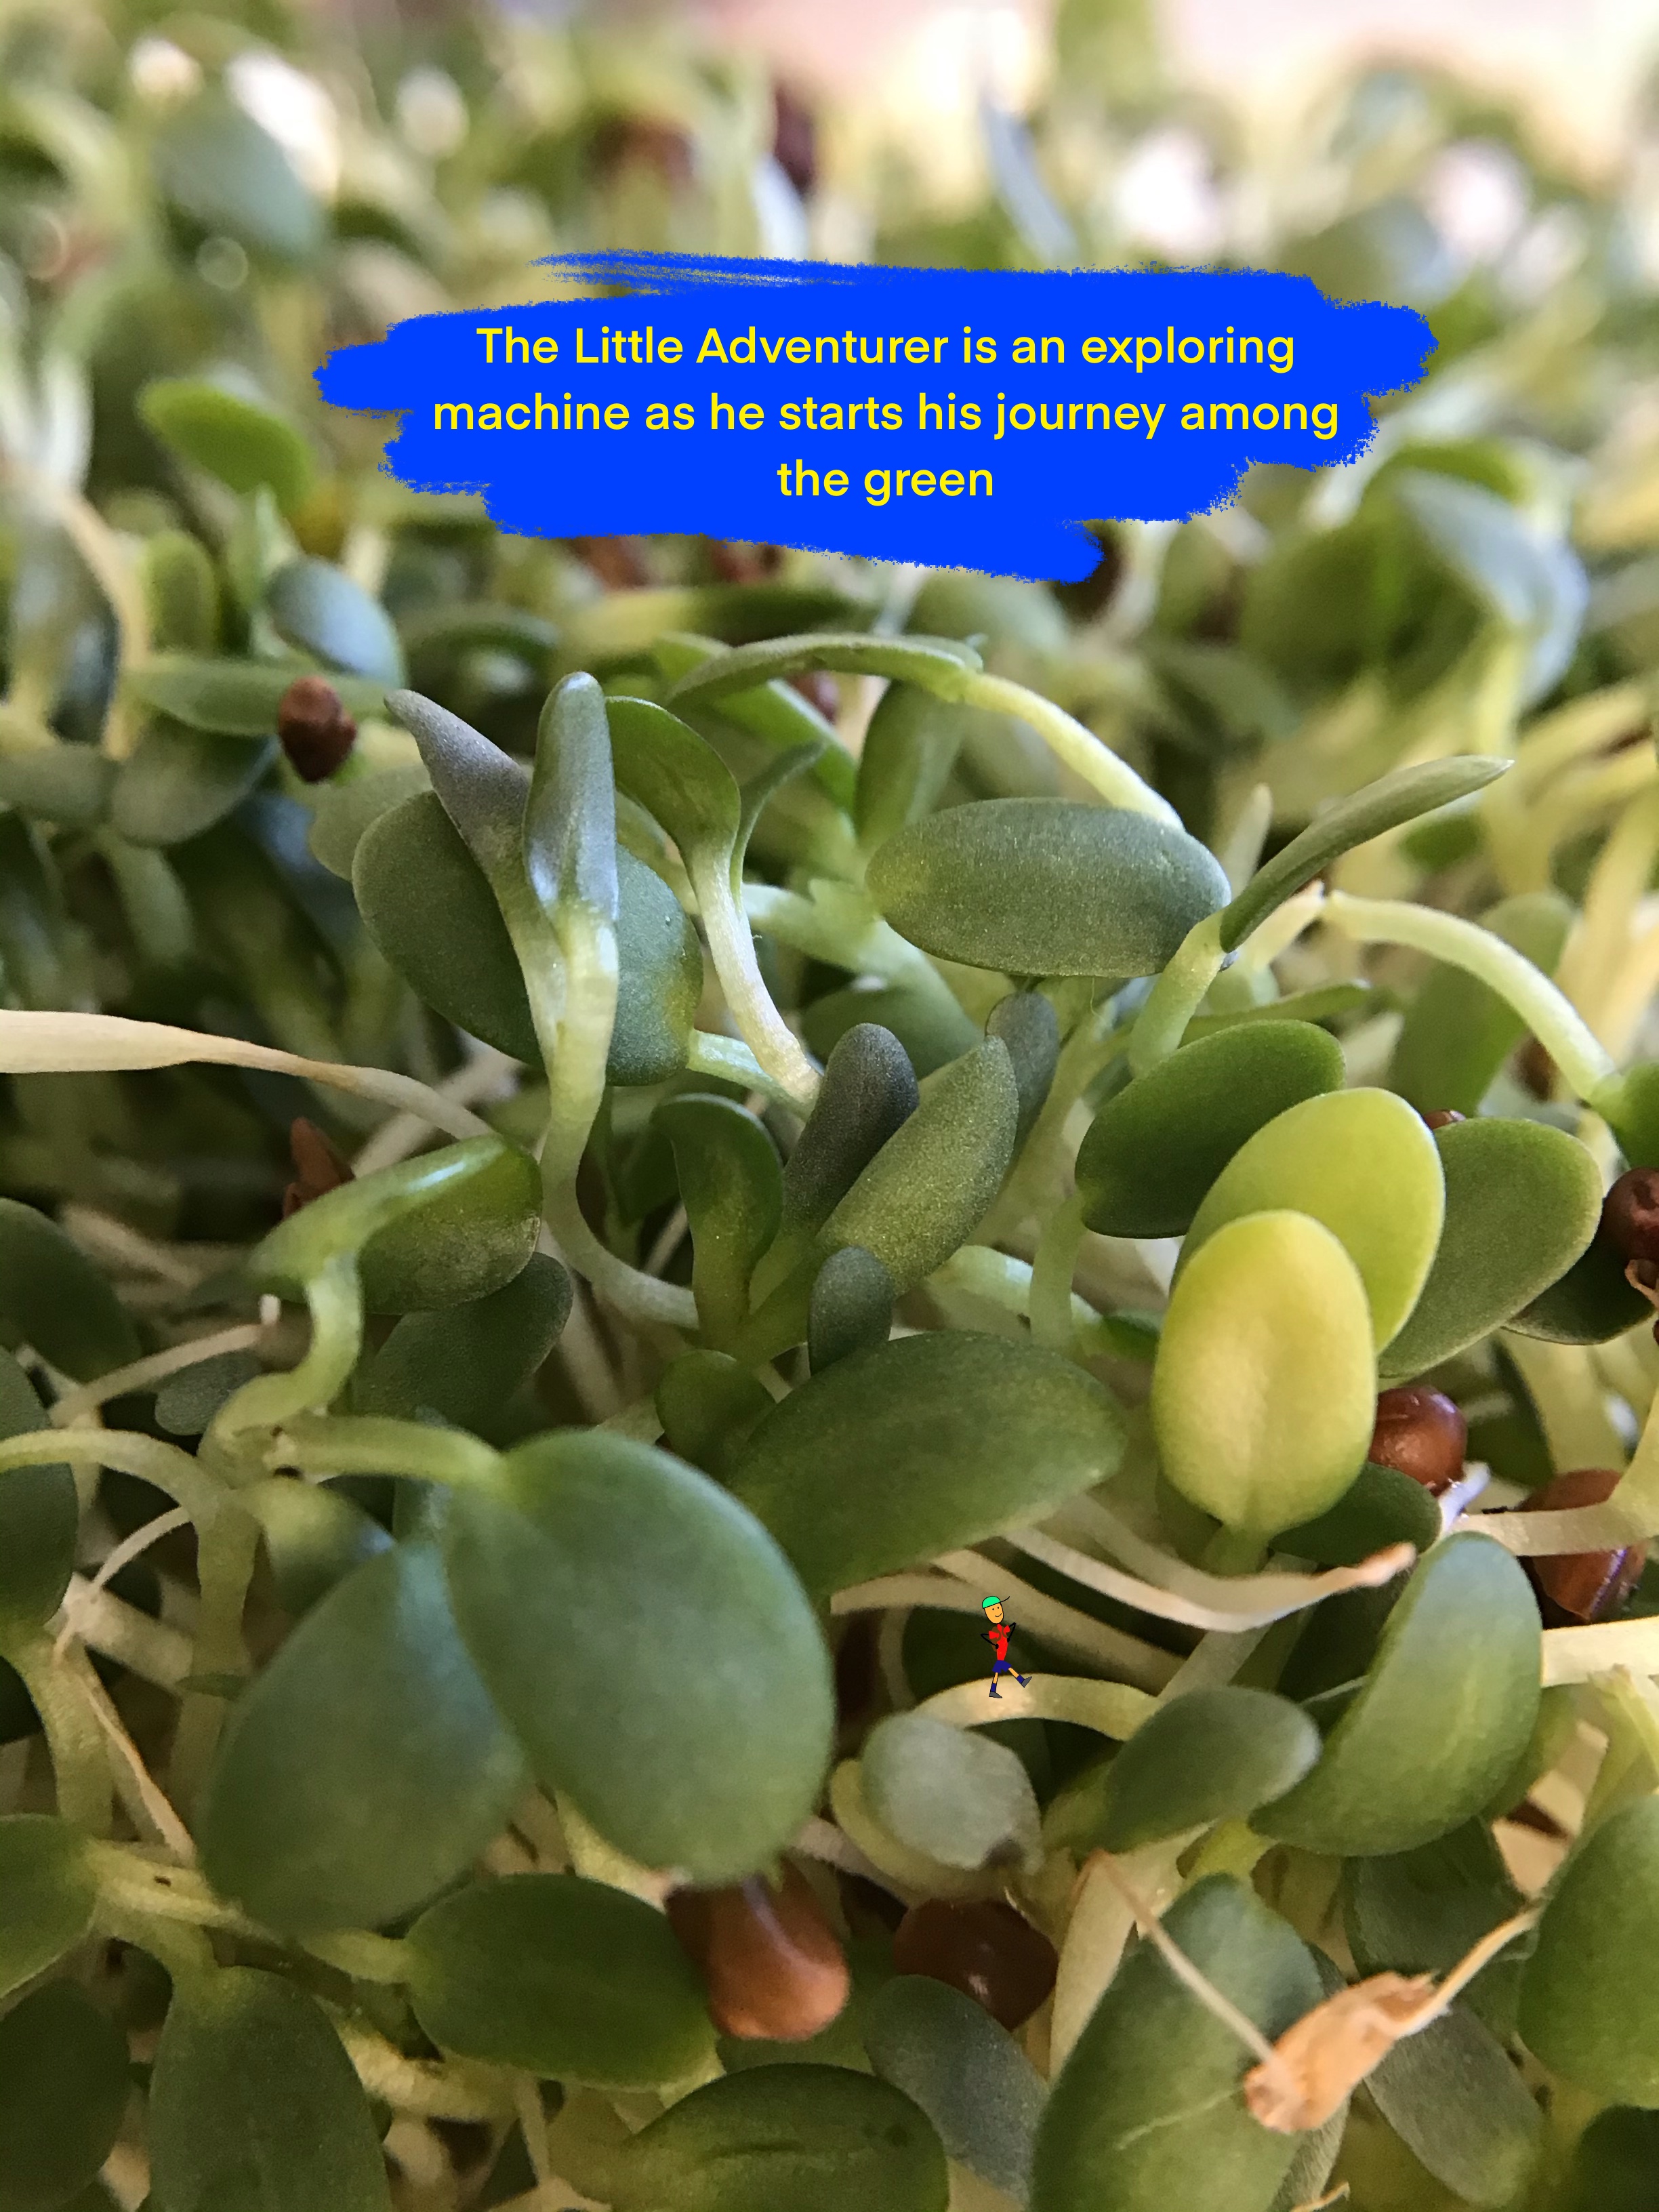 The Little Adventurer is an exploring
machine as he starts his journey among
the green